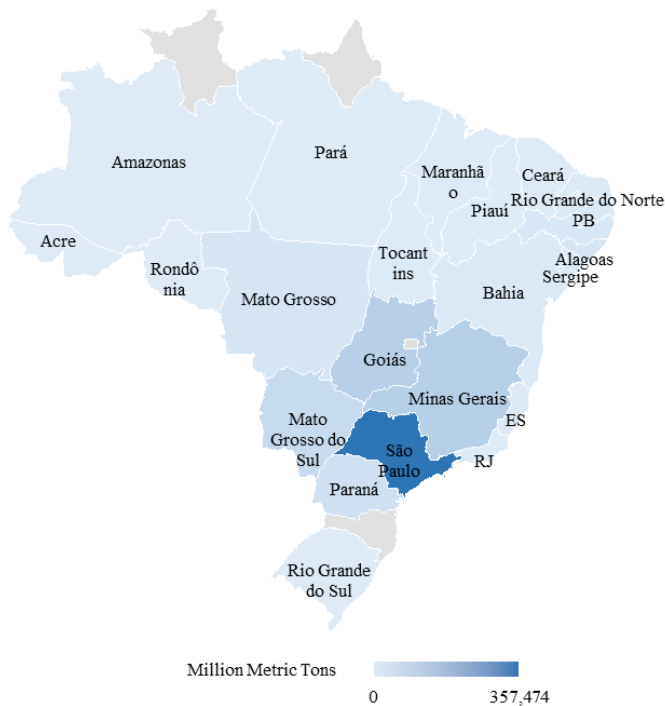 Amazonas
Pará
Maranhã
o
Ceará
Rio Grande do Norte
Piauí
PB
Acre
Rondô
nia
Tocant
ins
Alagoas
Sergipe
Mato Grosso
Bahia
Goiás
Minas Gerais
Mato
Grosso do
Sul
ES
São
Paulo
RJ
Paraná
Rio Grande
do Sul
Million Metric Tons
0
357,474